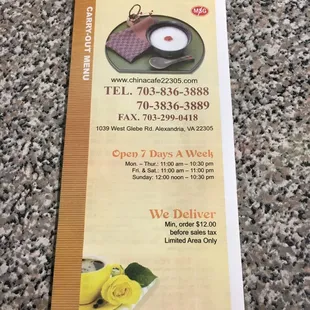 CARRY-OUT MENU
MSG
www.chinacafe22305.com
TEL. 703-836-3888
70-3836-3889
FAX. 703-299-0418
1039 West Glebe Rd. Alexandria, VA 22305
Open 7 Days A Week
Mon. - Thur.: 11:00 am - 10:30 pm
Fri. & Sat.: 11:00 am - 11:00 pm
Sunday: 12:00 noon - 10:30 pm
We Deliver
Min, order $12.00
before sales tax
Limited Area Only